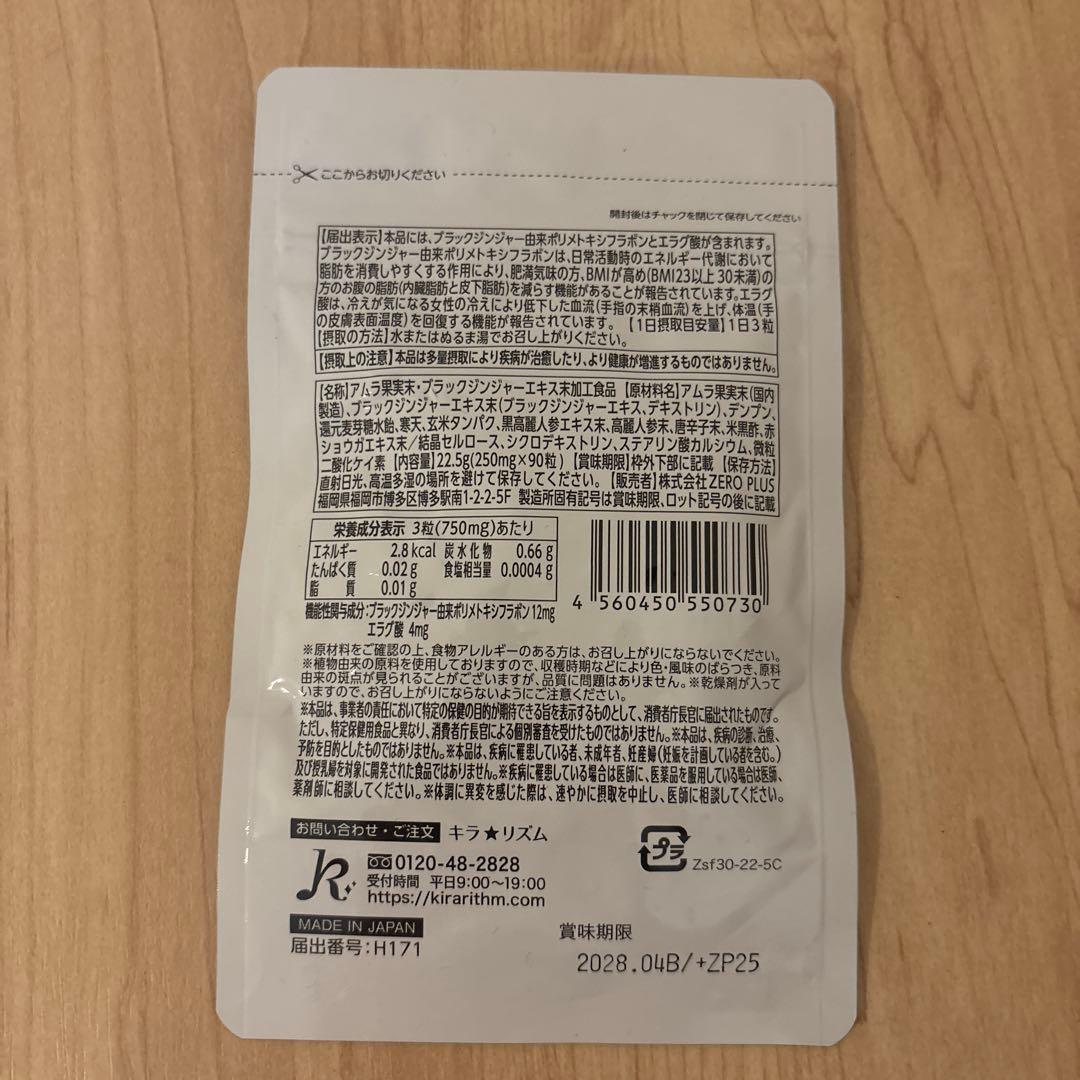 ここからお切りください
開封後はチャックを閉じて保存してください
【届出表示】本品には、ブラックジンジャー由来ポリメトキシフラボンとエラグ酸が含まれます。
ブラックジンジャー由来ポリメトキシフラボンは、日常活動時のエネルギー代謝において
脂肪を消費しやすくする作用により、肥満気味の方、BMIが高め(BMI23以上 30未満)の
方のお腹の脂肪(内臓脂肪と皮下脂肪)を減らす機能があることが報告されています。エラグ
酸は、冷えが気になる女性の冷えにより低下した血流(手指の末梢血流)を上げ、体温(手
の皮膚表面温度)を回復する機能が報告されています。【1日摂取目安量】1日3粒
【摂取の方法】水またはぬるま湯でお召し上がりください。
【摂取上の注意】本品は多量摂取により疾病が治癒したり、より健康が増進するものではありません。
【名称】アムラ果実末・ブラックジンジャーエキス末加工食品 【原材料名】アムラ果実末(国内
製造)、ブラックジンジャーエキス末(ブラックジンジャーエキス、デキストリン)、デンプン、
還元麦芽糖水飴、寒天、玄米タンパク、黒高麗人参エキス末、高麗人参末、唐辛子末、米黒酢、赤
ショウガエキス末/結晶セルロース、シクロデキストリン、ステアリン酸カルシウム、微粒
二酸化ケイ素 【内容量】22.5g(250mg×90粒) 【賞味期限】枠外下部に記載 【保存方法】
直射日光、高温多湿の場所を避けて保存してください。【販売者】株式会社ZERO PLUS
福岡県福岡市博多区博多駅南1-2-2-5F 製造所固有記号は賞味期限、ロット記号の後に記載
栄養成分表示 3粒(750mg)あたり
エネルギー 2.8kcal 炭水化物 0.66g
たんぱく質 0.02g 食塩相当量 0.0004g
脂質 0.01g
4 560450 550730
機能性関与成分:ブラックジンジャー由来ポリメトキシフラボン 12mg
エラグ酸 4mg
※原材料をご確認の上、食物アレルギーのある方は、お召し上がりにならないでください。
※植物由来の原料を使用しておりますので、収穫時期などにより色・風味のばらつき、原料
由来の斑点が見られることがございますが、品質に問題はありません。※乾燥剤が入って
いますので、お召し上がりにならないようにご注意ください。
※本品は、事業者の責任において特定の保健の目的が期待できる旨を表示するものとして、消費者庁長官に届出されたものです。
ただし、特定保健用食品と異なり、消費者庁長官による個別審査を受けたものではありません。※本品は、疾病の診断、治療、
予防を目的としたものではありません。※本品は、疾病に罹患している者、未成年者、妊産婦(妊娠を計画している者を含む。)
及び授乳婦を対象に開発された食品ではありません。※疾病に罹患している場合は医師に、医薬品を服用している場合は医師、
薬剤師に相談してください。※体調に異変を感じた際は、速やかに摂取を中止し、医師に相談してください。
お問い合わせ・ご注文 キラ★リズム
プラ
Zsf30-22-5C
0120-48-2828
受付時間 平日9:00~19:00
https://kirarithm.com
MADE IN JAPAN
届出番号:H171
賞味期限
2028.04B/+ZP25